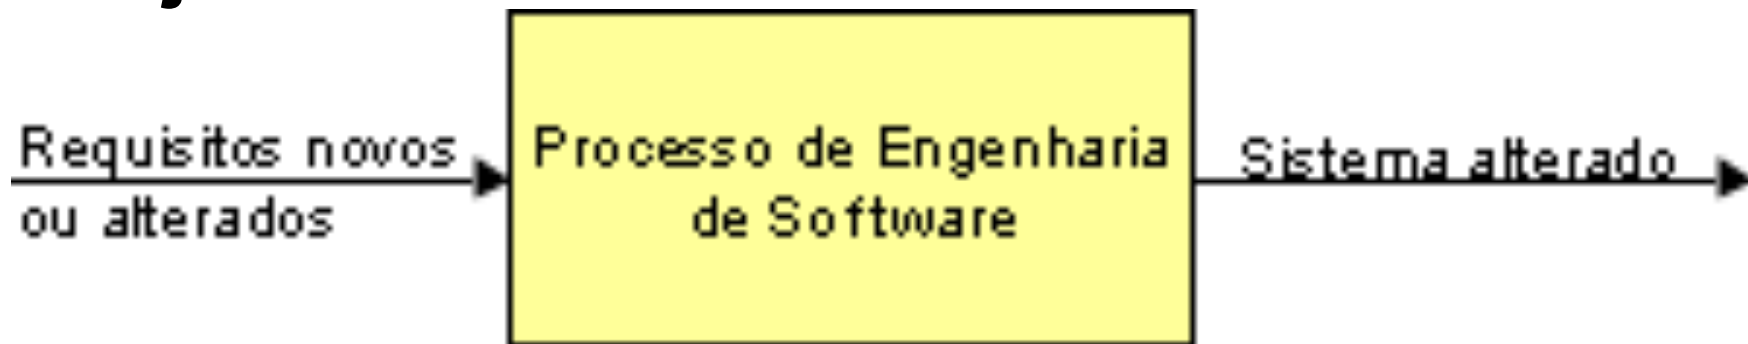 Requisitos novos
ou alterados
Processo de Engenharia
de Software
Sistema alterado